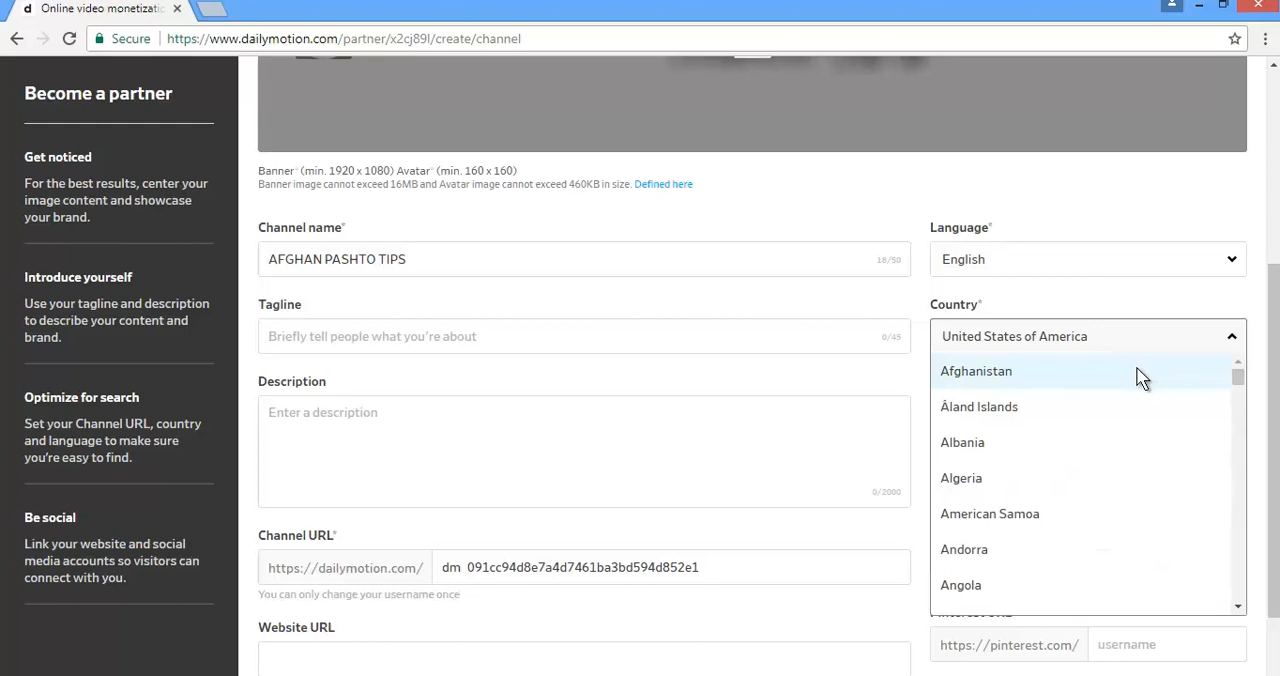 d Online video monetizatic
Secure https://www.dailymotion.com/partner/x2cj89l/create/channel
Become a partner
Get noticed
For the best results, center your
image content and showcase
your brand.
Introduce yourself
Use your tagline and description
to describe your content and
brand.
Optimize for search
Set your Channel URL, country
and language to make sure
you're easy to find.
Be social
Link your website and social
media accounts so visitors can
connect with you.
Banner* (min. 1920 x 1080) Avatar* (min. 160 x 160)
Banner image cannot exceed 16MB and Avatar image cannot exceed 460KB in size. Defined here
Channel name*
AFGHAN PASHTO TIPS 18/50
Tagline
Briefly tell people what you're about 0/45
Description
Enter a description
0/2000
Channel URL*
https://dailymotion.com/ dm_091cc94d8e7a4d7461ba3bd594d852e1
You can only change your username once
Website URL
Language*
English
Country*
United States of America
Afghanistan
Åland Islands
Albania
Algeria
American Samoa
Andorra
Angola
https://pinterest.com/ username